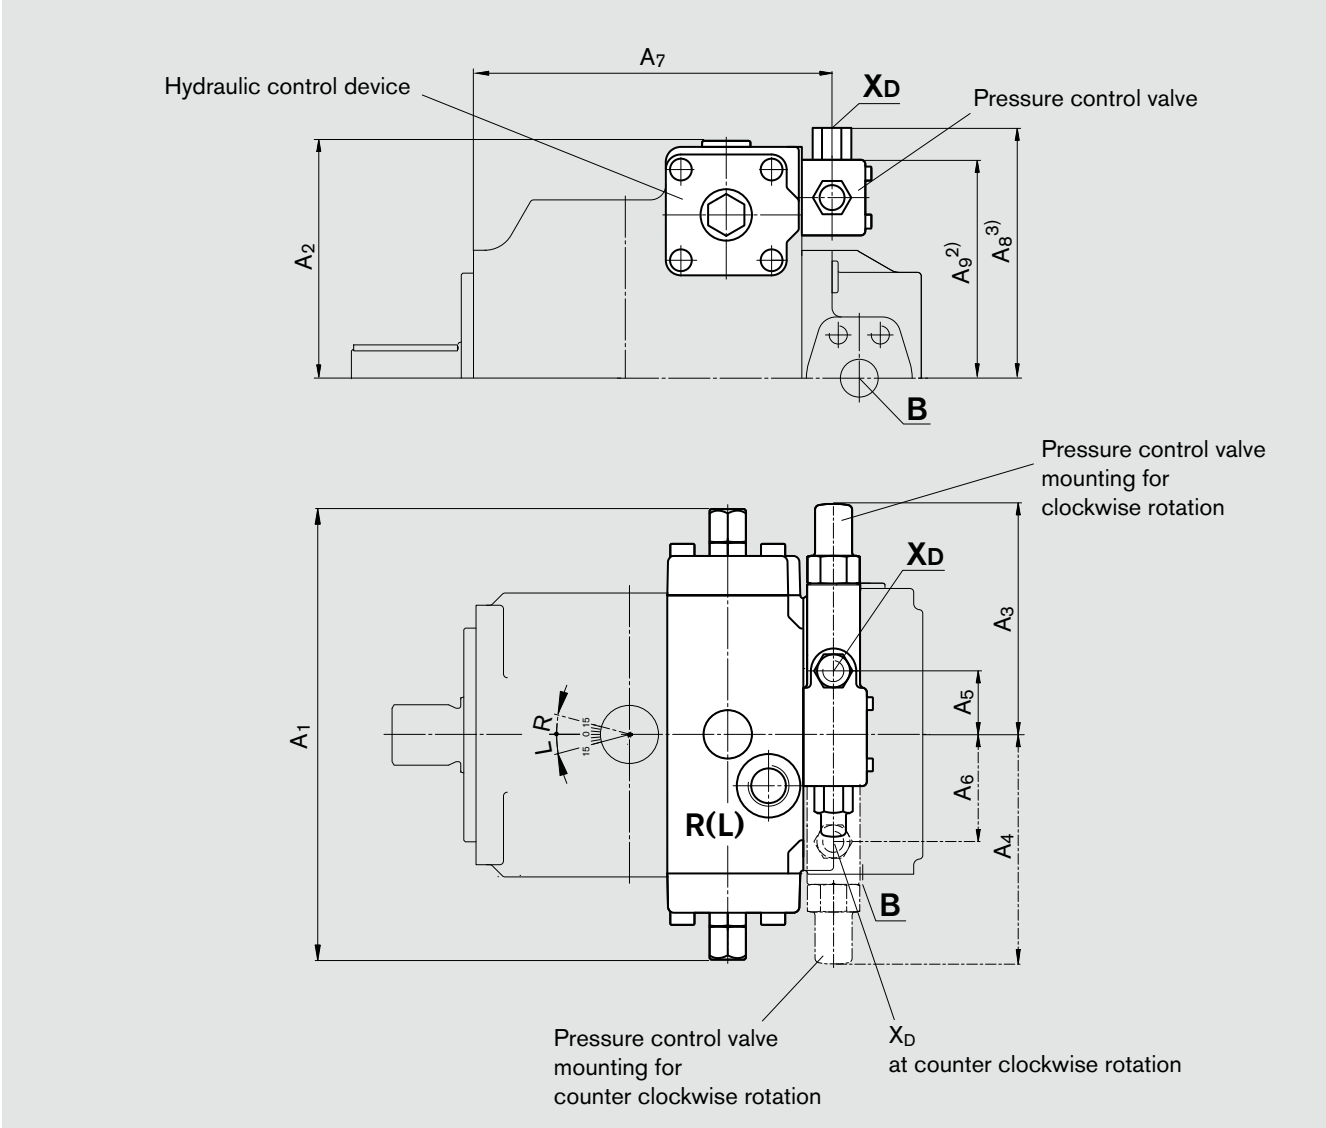 A7
Hydraulic control device
XD
Pressure control valve
A2
A9 2)
A8 3)
B
Pressure control valve
mounting for
clockwise rotation
XD
A3
A5
A1
R
L
15 0 15
A6
A4
R(L)
B
Pressure control valve
mounting for
counter clockwise rotation
XD
at counter clockwise rotation